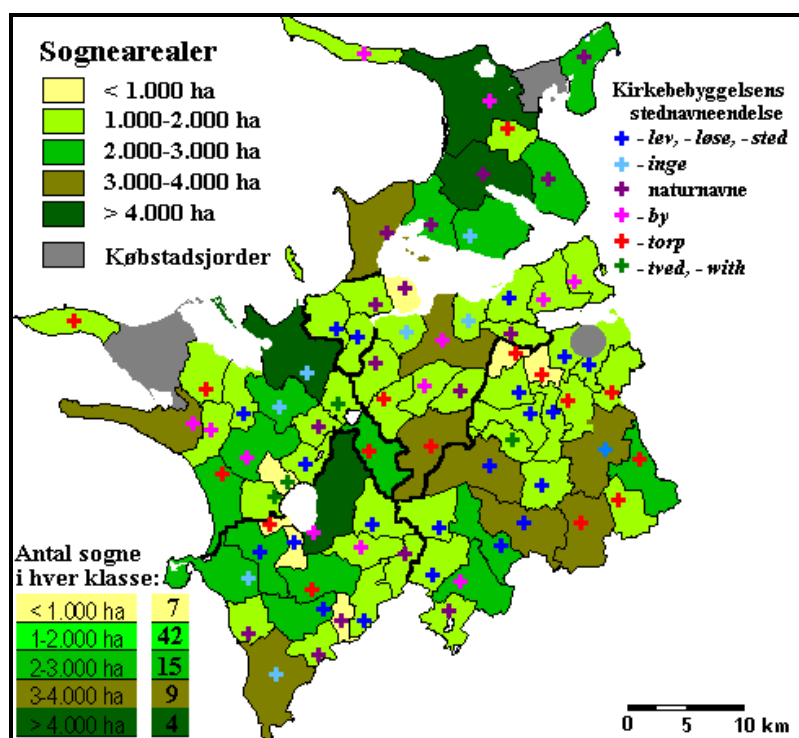 Sognearealer
< 1.000 ha
1.000-2.000 ha
2.000-3.000 ha
3.000-4.000 ha
> 4.000 ha
Købstadsjorder
Kirkebebyggelsens
stednavneendelse
- lev, - løse, - sted
- inge
naturnavne
- by
- torp
- tved, - with
Antal sogne
i hver klasse:
< 1.000 ha 7
1-2.000 ha 42
2-3.000 ha 15
3-4.000 ha 9
> 4.000 ha 4
0 5 10 km